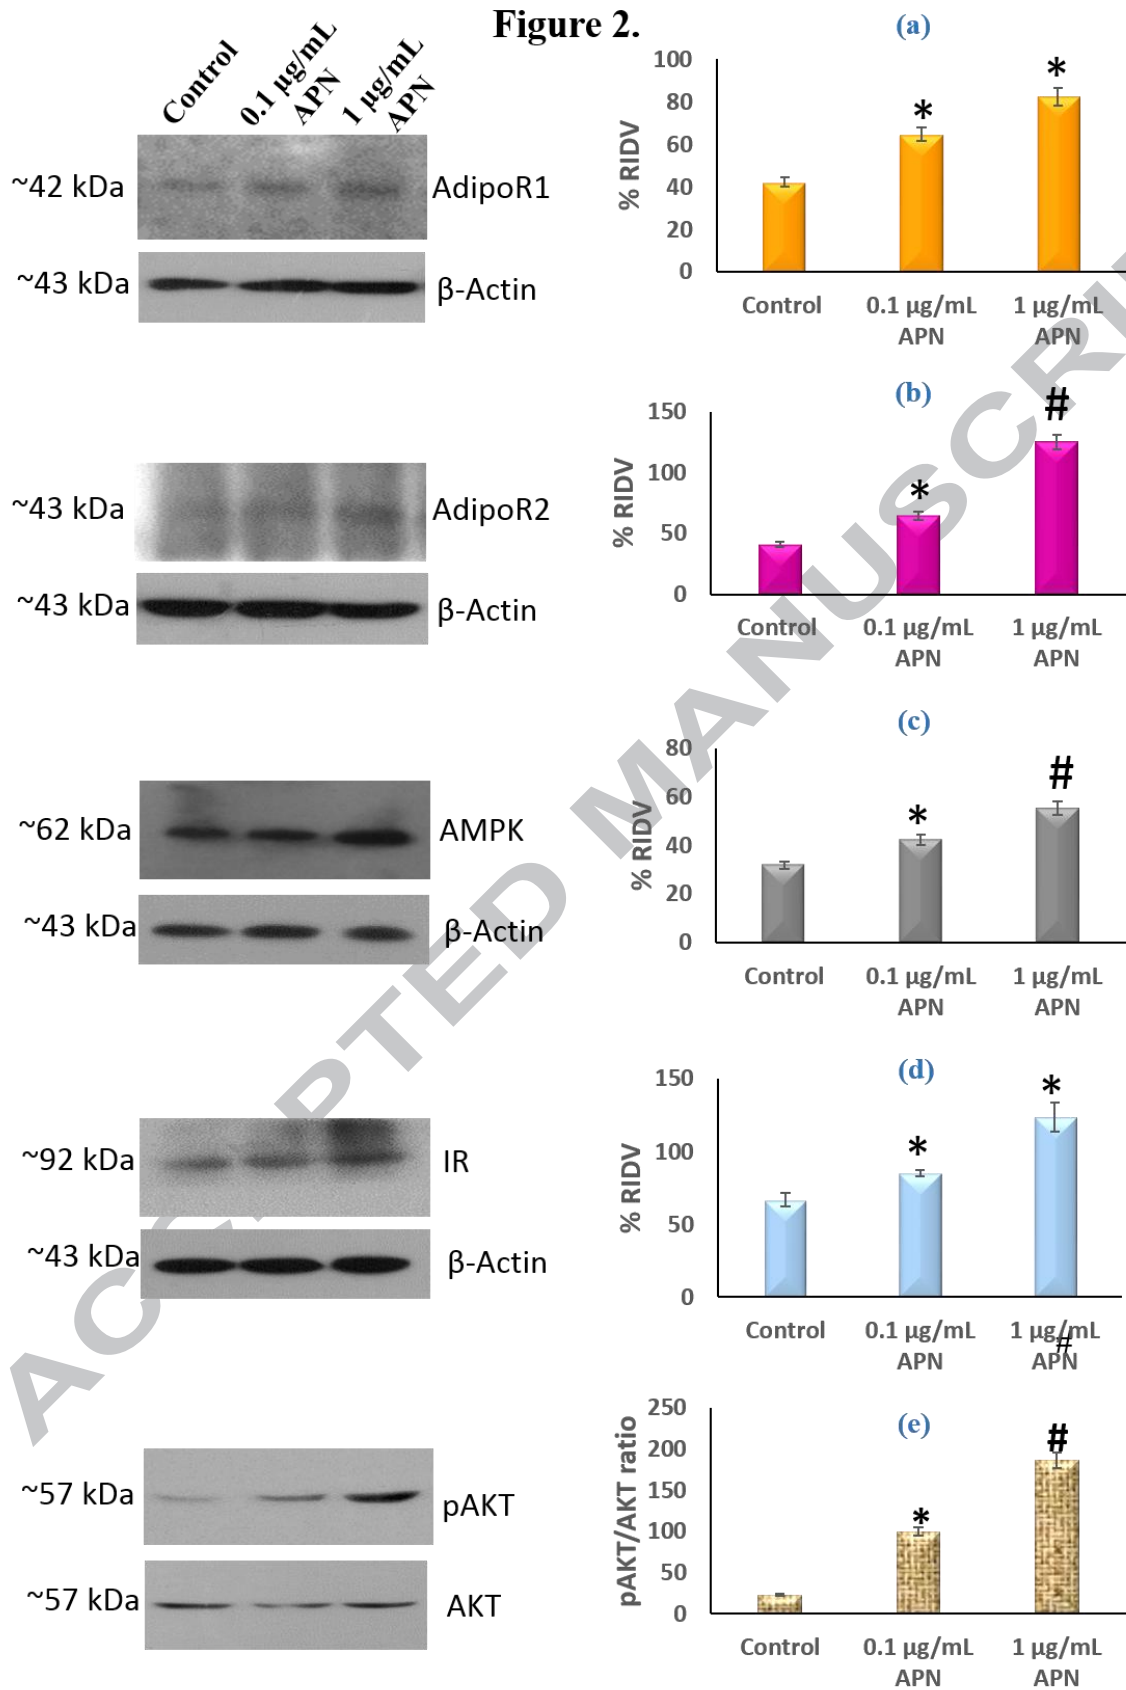 Figure 2.
Control
0.1 µg/mL
APN
1 µg/mL
APN
~42 kDa
AdipoR1
~43 kDa
β-Actin
(a)
100
80
60
40
20
0
% RIDV
*
*
Control
0.1 µg/mL
APN
1 µg/mL
APN
~43 kDa
AdipoR2
~43 kDa
β-Actin
(b)
150
100
50
0
% RIDV
*
#
Control
0.1 µg/mL
APN
1 µg/mL
APN
~62 kDa
AMPK
~43 kDa
β-Actin
(c)
80
60
40
20
0
% RIDV
*
#
Control
0.1 µg/mL
APN
1 µg/mL
APN
~92 kDa
IR
~43 kDa
β-Actin
(d)
150
100
50
0
% RIDV
*
*
Control
0.1 µg/mL
APN
1 µg/mL
APN
#
~57 kDa
pAKT
~57 kDa
AKT
(e)
250
200
150
100
50
0
pAKT/AKT ratio
*
#
Control
0.1 µg/mL
APN
1 µg/mL
APN
ACCEPTED MANUSCRI